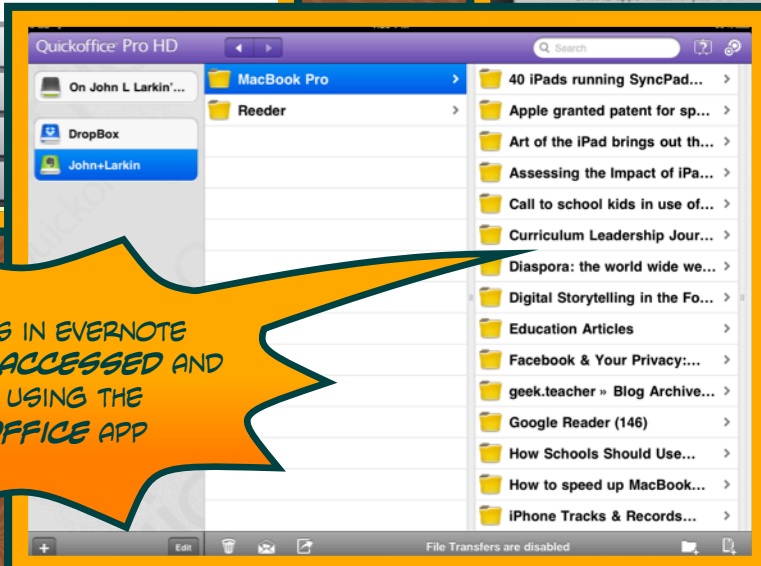 Quickoffice Pro HD
Search
On John L Larkin'...
DropBox
John+Larkin
MacBook Pro
Reeder
40 iPads running SyncPad...
Apple granted patent for sp...
Art of the iPad brings out th...
Assessing the Impact of iPa...
Call to school kids in use of...
Curriculum Leadership Jour...
Diaspora: the world wide we...
Digital Storytelling in the Fo...
Education Articles
Facebook & Your Privacy:...
geek.teacher » Blog Archive...
Google Reader (146)
How Schools Should Use...
How to speed up MacBook...
iPhone Tracks & Records...
IN EVERNOTE
ACCESSED AND
USING THE
APP
Edit
File Transfers are disabled